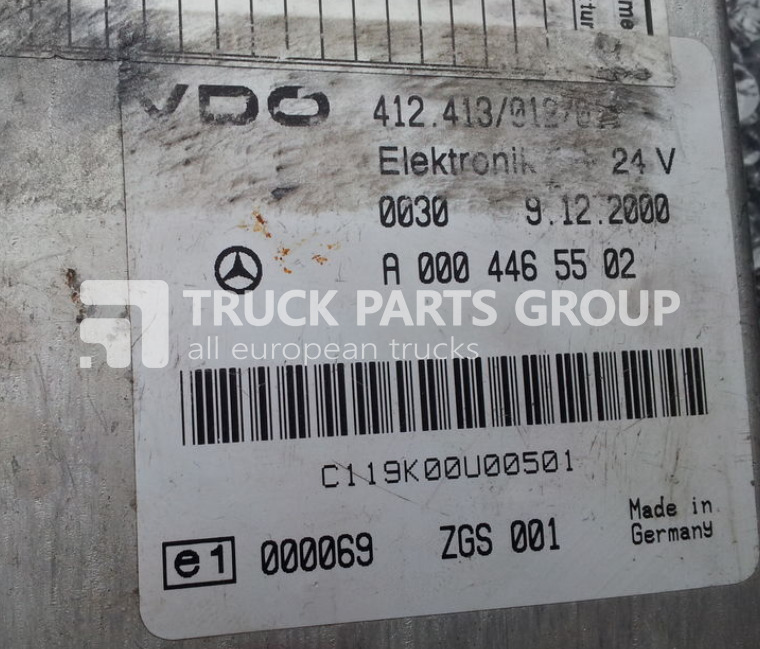 VDO 412.413/012/
Elektronik 24 V
0030 9.12.2000
A 000 446 55 02
TRUCK PARTS GROUP
all european trucks
C119K00U00501
e1 000069 ZGS 001
Made in
Germany